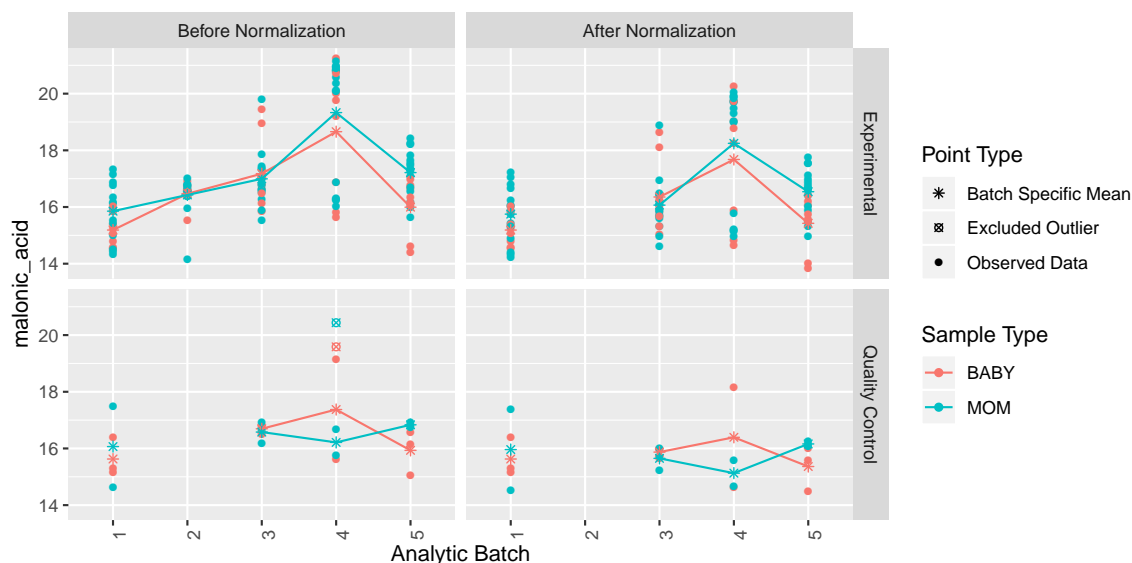 Before Normalization
After Normalization
20
18
16
14
Experimental
20
18
16
14
Quality Control
malonic_acid
1
2
3
4
5
1
2
3
4
5
Analytic Batch
Point Type
Batch Specific Mean
Excluded Outlier
Observed Data
Sample Type
BABY
MOM